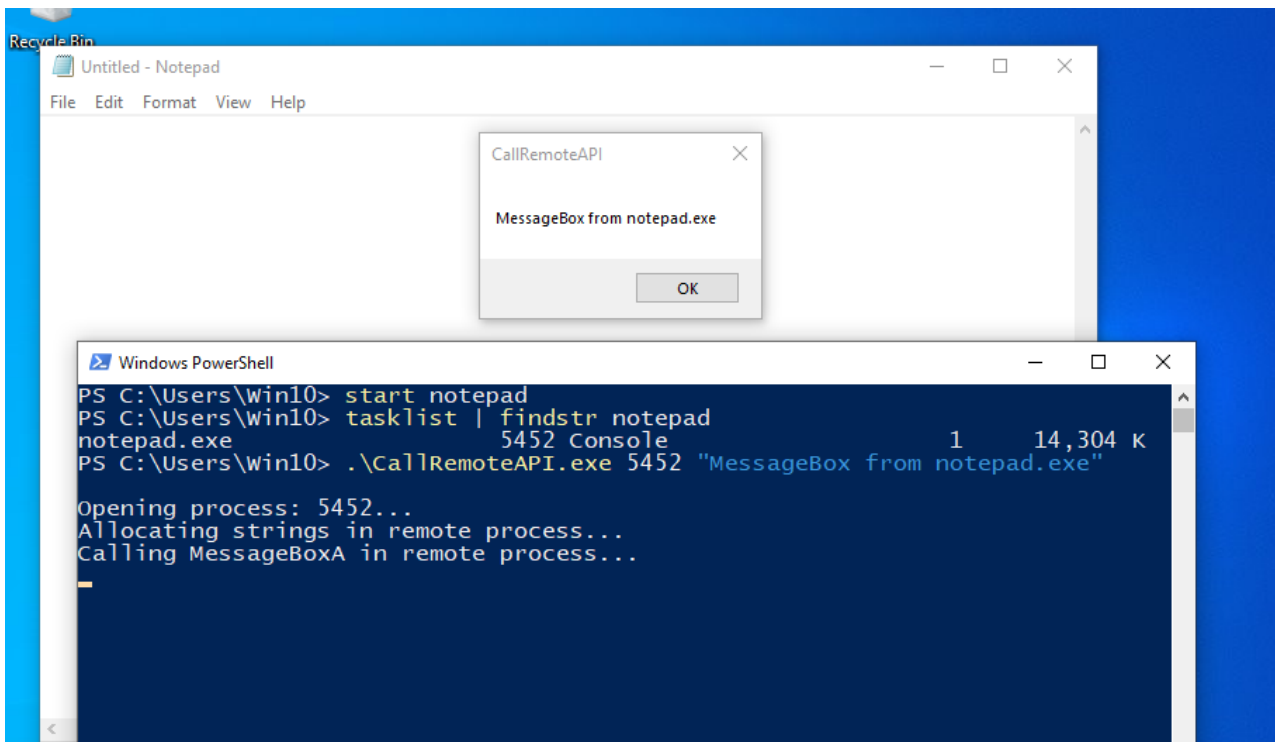 Recycle Bin
Untitled - Notepad
File Edit Format View Help
CallRemoteAPI
MessageBox from notepad.exe
OK
Windows PowerShell
PS C:\Users\Win10> start notepad
PS C:\Users\Win10> tasklist | findstr notepad
notepad.exe 5452 Console 1 14,304 K
PS C:\Users\Win10> .\CallRemoteAPI.exe 5452 "MessageBox from notepad.exe"
Opening process: 5452...
Allocating strings in remote process...
Calling MessageBoxA in remote process...